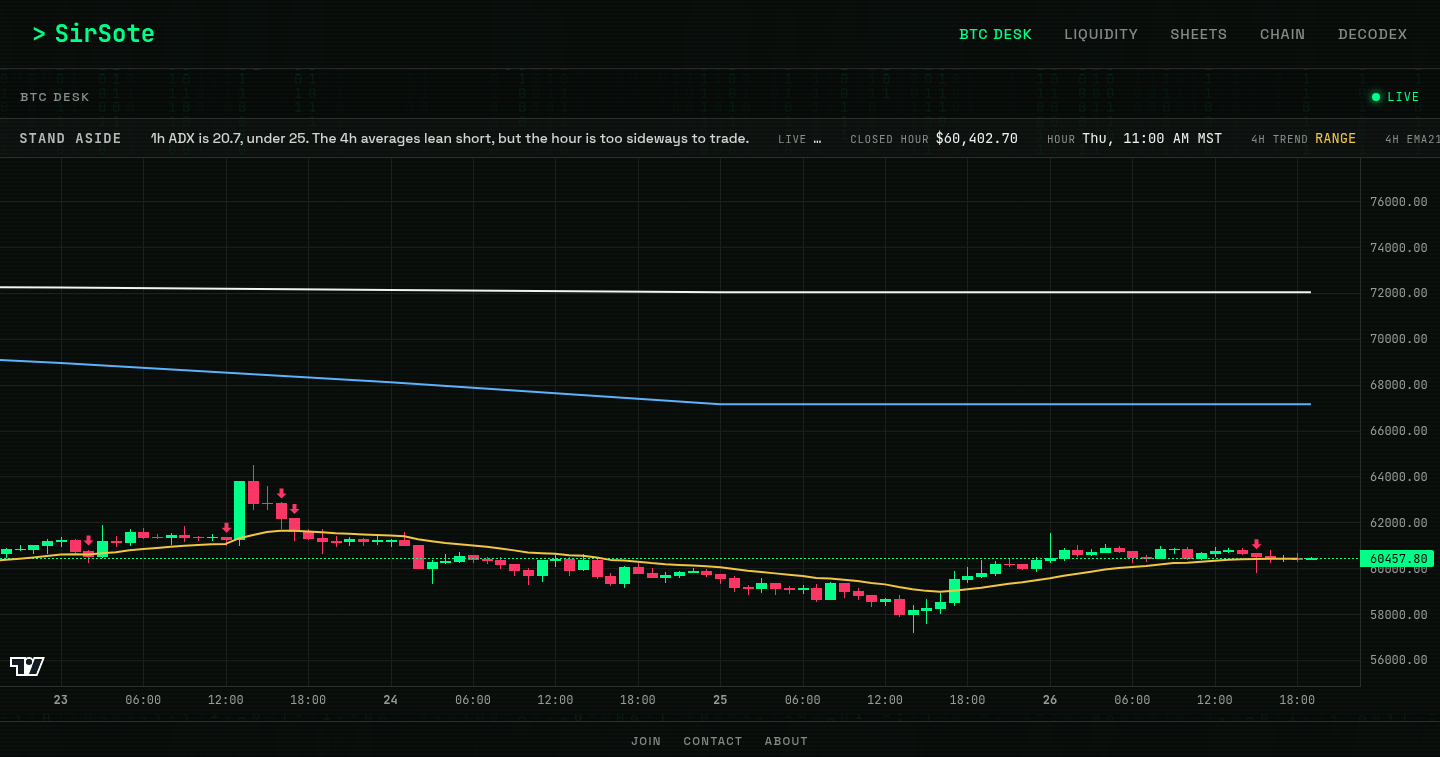 > SirSote
BTC DESK LIQUIDITY SHEETS CHAIN DECODEX
BTC DESK
LIVE
STAND ASIDE 1h ADX is 20.7, under 25. The 4h averages lean short, but the hour is too sideways to trade. LIVE … CLOSED HOUR $60,402.70 HOUR Thu, 11:00 AM MST 4H TREND RANGE 4H EMA21
76000.00
74000.00
72000.00
70000.00
68000.00
66000.00
64000.00
62000.00
60457.80
60000.00
58000.00
56000.00
23 06:00 12:00 18:00 24 06:00 12:00 18:00 25 06:00 12:00 18:00 26 06:00 12:00 18:00
JOIN CONTACT ABOUT